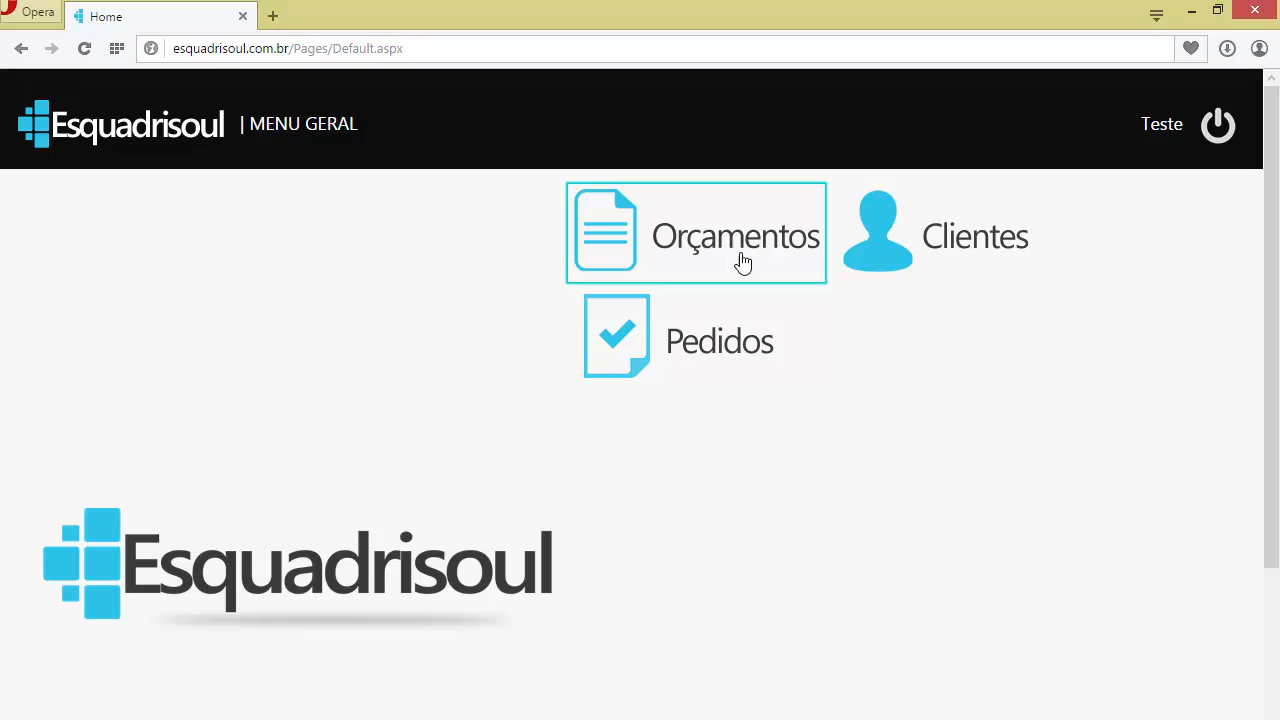 Opera
Home
esquadrisoul.com.br/Pages/Default.aspx
Esquadrisoul | MENU GERAL
Teste
Orçamentos
Clientes
Pedidos
Esquadrisoul